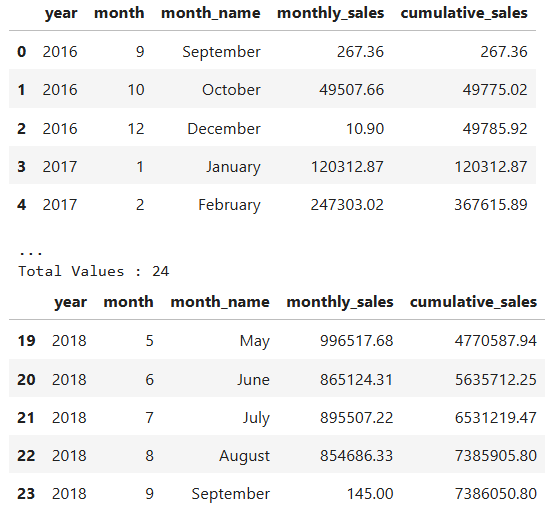 year month month_name monthly_sales cumulative_sales
0 2016 9 September 267.36 267.36
1 2016 10 October 49507.66 49775.02
2 2016 12 December 10.90 49785.92
3 2017 1 January 120312.87 120312.87
4 2017 2 February 247303.02 367615.89
...
Total Values : 24
year month month_name monthly_sales cumulative_sales
19 2018 5 May 996517.68 4770587.94
20 2018 6 June 865124.31 5635712.25
21 2018 7 July 895507.22 6531219.47
22 2018 8 August 854686.33 7385905.80
23 2018 9 September 145.00 7386050.80